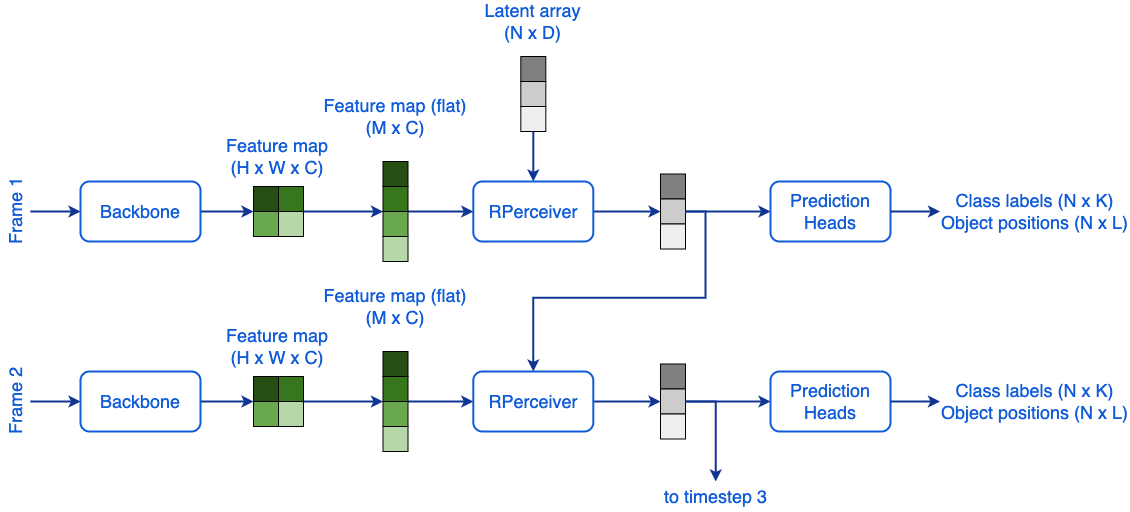 Latent array
(N x D)
Feature map (flat)
(M x C)
Feature map
(H x W x C)
Frame 1
Backbone
RPerceiver
Prediction
Heads
Class labels (N x K)
Object positions (N x L)
Feature map (flat)
(M x C)
Feature map
(H x W x C)
Frame 2
Backbone
RPerceiver
Prediction
Heads
Class labels (N x K)
Object positions (N x L)
to timestep 3